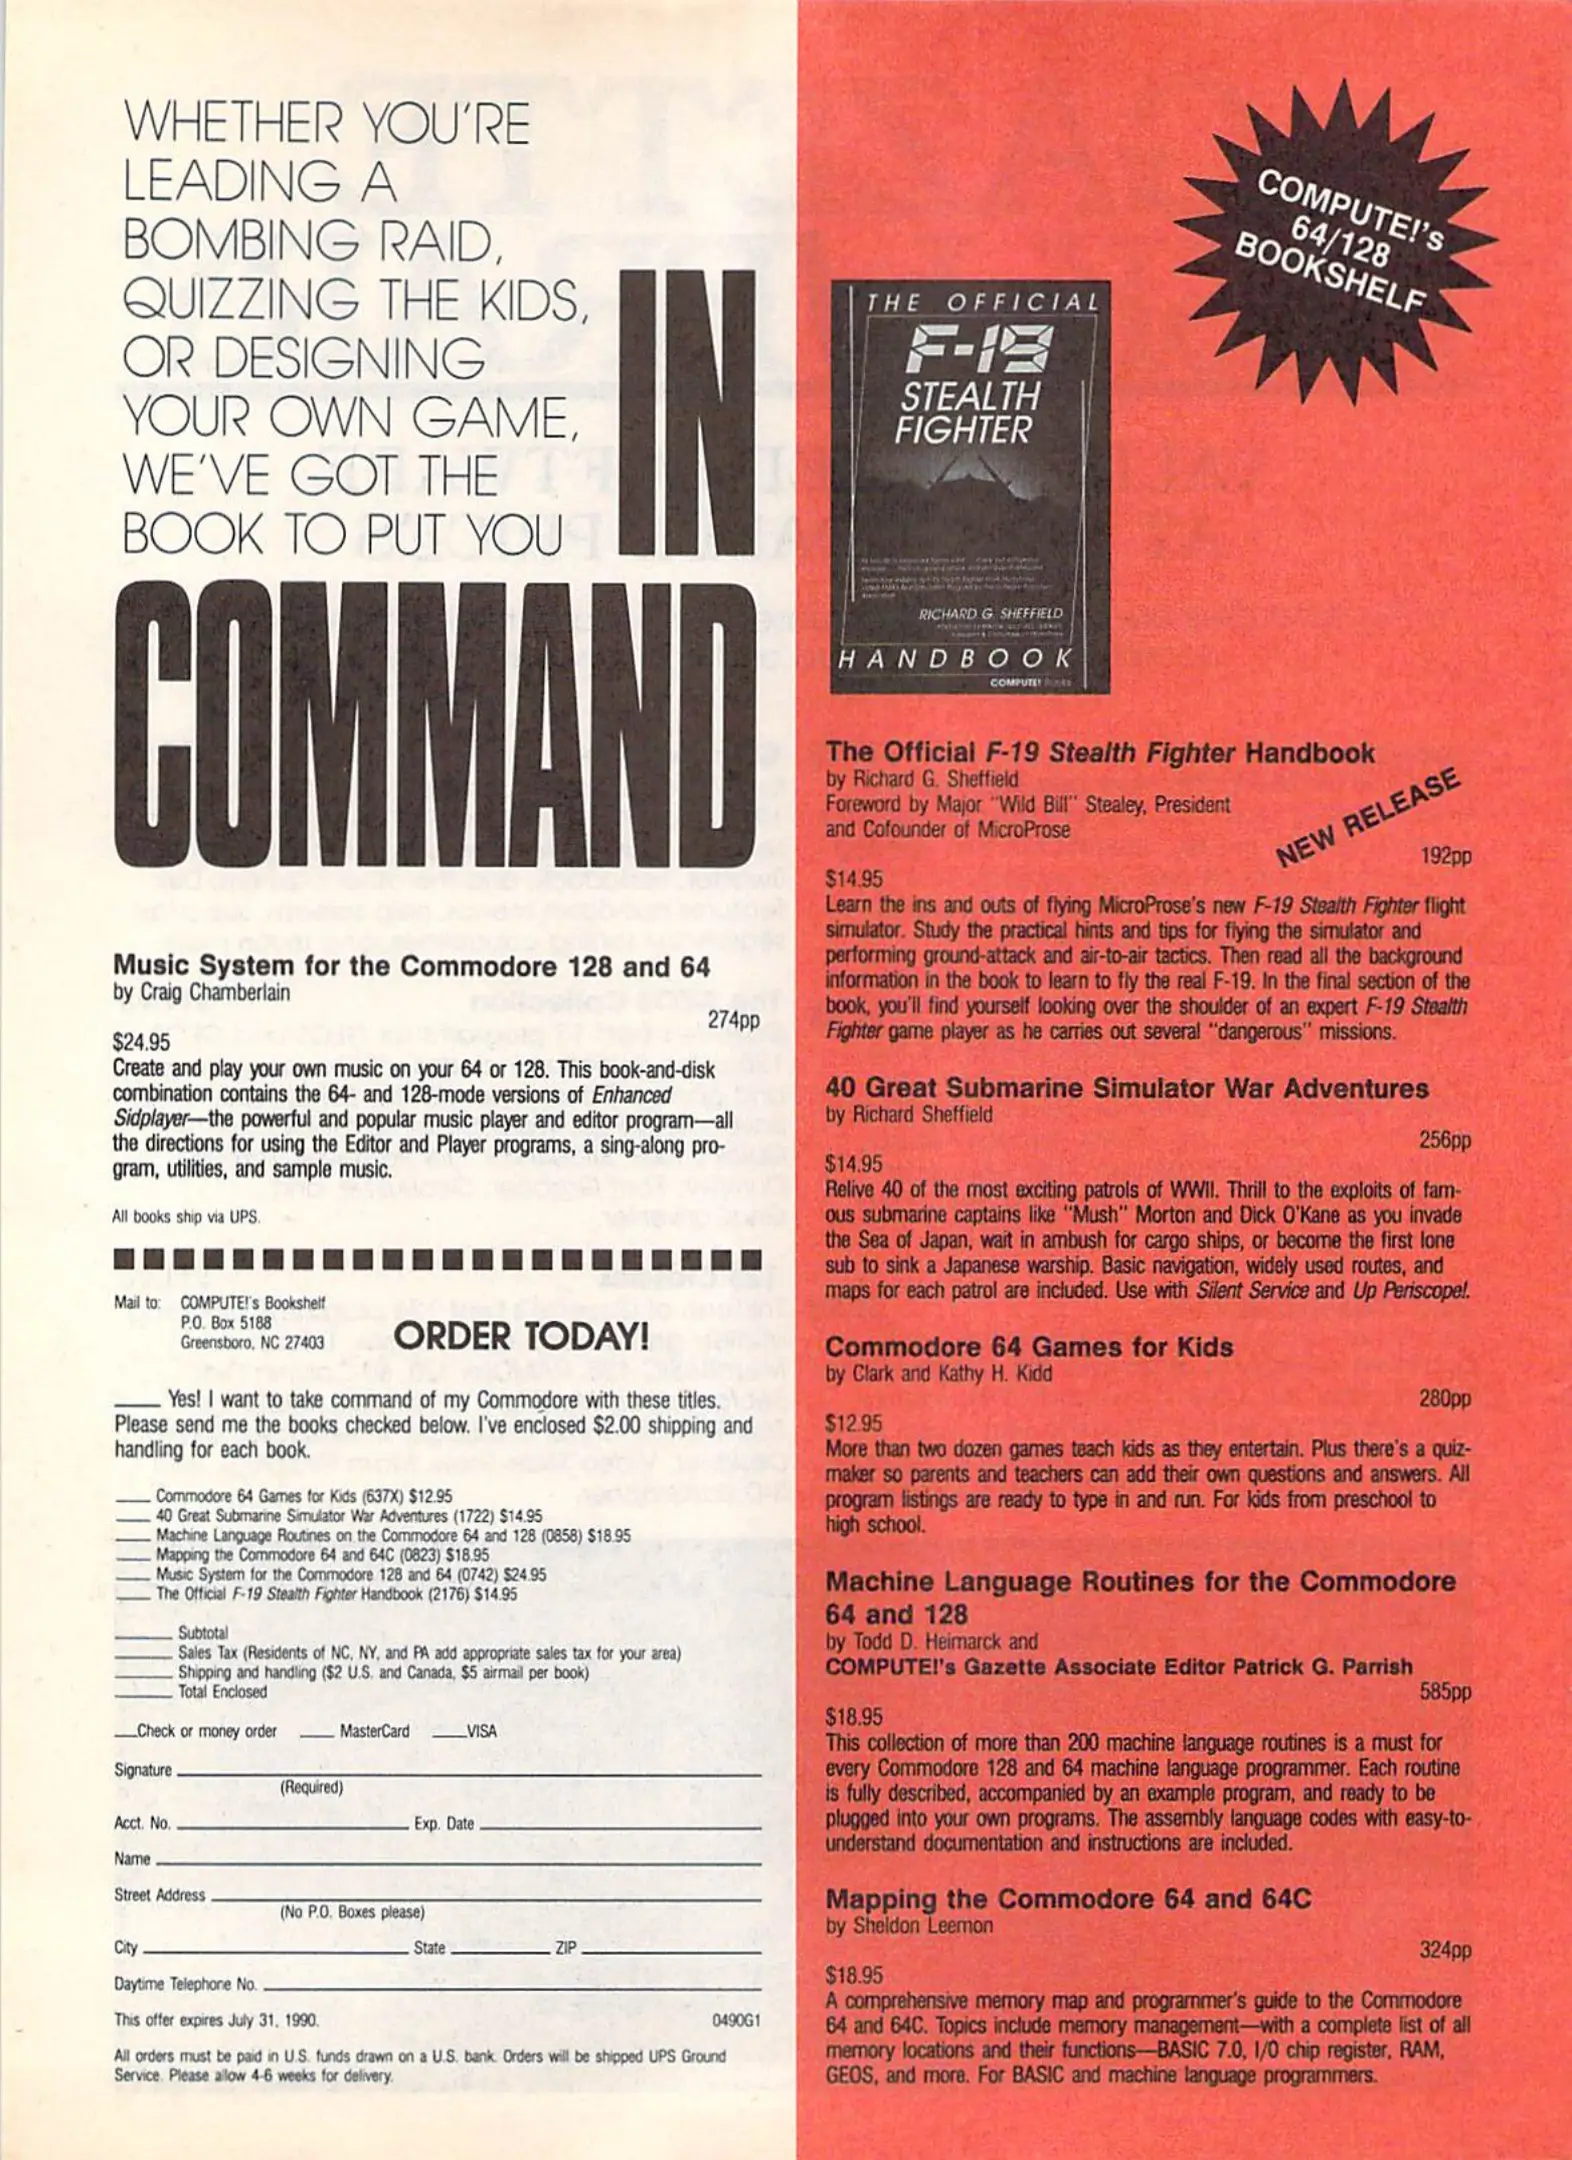 WHETHER YOU'RE
LEADING A
BOMBING RAID,
QUIZZING THE KIDS,
OR DESIGNING
YOUR OWN GAME,
WE'VE GOT THE
BOOK TO PUT YOU
IN
COMMAND
Music System for the Commodore 128 and 64
by Craig Chamberlain
274pp
$24.95
Create and play your own music on your 64 or 128. This book-and-disk
combination contains the 64- and 128-mode versions of Enhanced
Sidplayer—the powerful and popular music player and editor program—all
the directions for using the Editor and Player programs, a sing-along pro-
gram, utilities, and sample music.
All books ship via UPS.
Mail to: COMPUTE!'s Bookshelf
P.O. Box 5188
Greensboro, NC 27403
ORDER TODAY!
Yes! I want to take command of my Commodore with these titles.
Please send me the books checked below. I've enclosed $2.00 shipping and
handling for each book.
Commodore 64 Games for Kids (637X) $12.95
40 Great Submarine Simulator War Adventures (1722) $14.95
Machine Language Routines on the Commodore 64 and 128 (0858) $18.95
Mapping the Commodore 64 and 64C (0823) $18.95
Music System for the Commodore 128 and 64 (0742) $24.95
The Official F-19 Stealth Fighter Handbook (2176) $14.95
Subtotal
Sales Tax (Residents of NC, NY, and PA add appropriate sales tax for your area)
Shipping and handling ($2 U.S. and Canada, $5 airmail per book)
Total Enclosed
Check or money order MasterCard VISA
Signature
(Required)
Acct. No. Exp. Date
Name
Street Address
(No P.O. Boxes please)
City State ZIP
Daytime Telephone No.
This offer expires July 31, 1990. 0490G1
All orders must be paid in U.S. funds drawn on a U.S. bank. Orders will be shipped UPS Ground
Service. Please allow 4-6 weeks for delivery.
COMPUTE!'s
64/128
BOOKSHELF
THE OFFICIAL
F-19
STEALTH
FIGHTER
RICHARD G. SHEFFIELD
HANDBOOK
COMPUTE! Books
The Official F-19 Stealth Fighter Handbook
by Richard G. Sheffield
Foreword by Major "Wild Bill" Stealey, President
and Cofounder of MicroProse
NEW RELEASE
192pp
$14.95
Learn the ins and outs of flying MicroProse's new F-19 Stealth Fighter flight
simulator. Study the practical hints and tips for flying the simulator and
performing ground-attack and air-to-air tactics. Then read all the background
information in the book to learn to fly the real F-19. In the final section of the
book, you'll find yourself looking over the shoulder of an expert F-19 Stealth
Fighter game player as he carries out several "dangerous" missions.
40 Great Submarine Simulator War Adventures
by Richard Sheffield
256pp
$14.95
Relive 40 of the most exciting patrols of WWII. Thrill to the exploits of fam-
ous submarine captains like "Mush" Morton and Dick O'Kane as you invade
the Sea of Japan, wait in ambush for cargo ships, or become the first lone
sub to sink a Japanese warship. Basic navigation, widely used routes, and
maps for each patrol are included. Use with Silent Service and Up Periscope!.
Commodore 64 Games for Kids
by Clark and Kathy H. Kidd
280pp
$12.95
More than two dozen games teach kids as they entertain. Plus there's a quiz-
maker so parents and teachers can add their own questions and answers. All
program listings are ready to type in and run. For kids from preschool to
high school.
Machine Language Routines for the Commodore
64 and 128
by Todd D. Heimarck and
COMPUTE!'s Gazette Associate Editor Patrick G. Parrish
585pp
$18.95
This collection of more than 200 machine language routines is a must for
every Commodore 128 and 64 machine language programmer. Each routine
is fully described, accompanied by an example program, and ready to be
plugged into your own programs. The assembly language codes with easy-to-
understand documentation and instructions are included.
Mapping the Commodore 64 and 64C
by Sheldon Leemon
324pp
$18.95
A comprehensive memory map and programmer's guide to the Commodore
64 and 64C. Topics include memory management—with a complete list of all
memory locations and their functions—BASIC 7.0, I/O chip register, RAM,
GEOS, and more. For BASIC and machine language programmers.